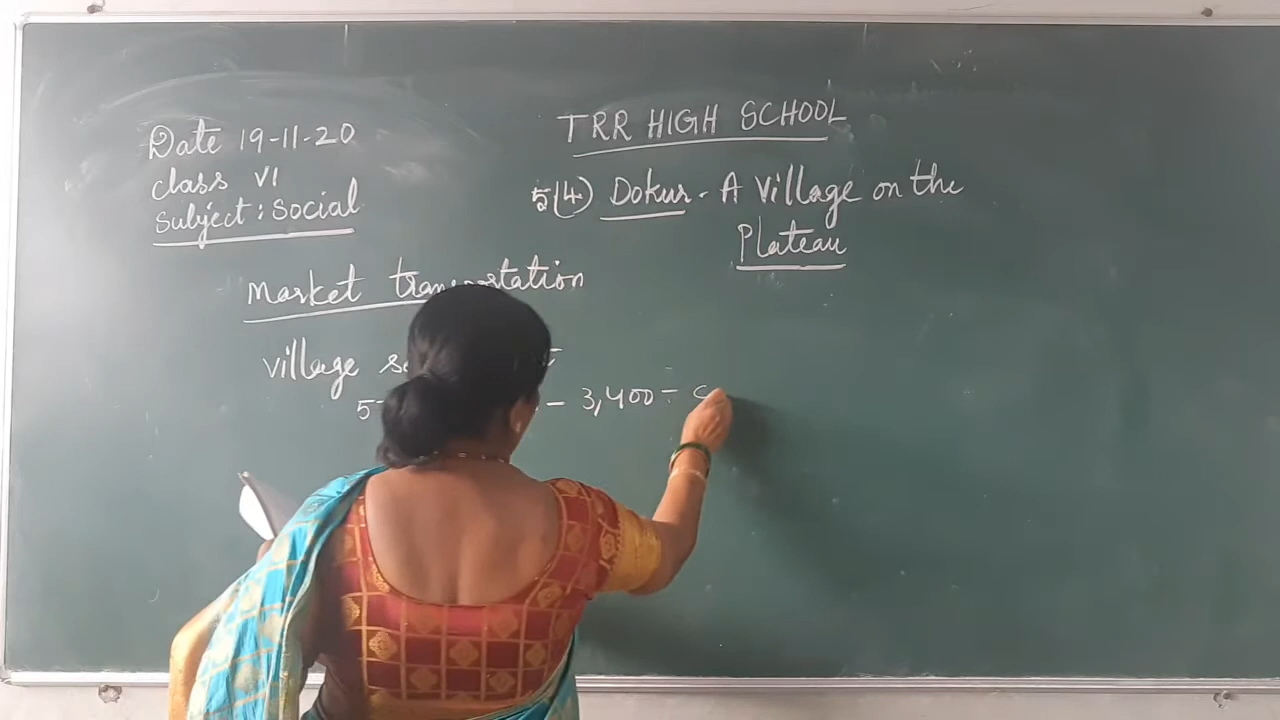 TRR HIGH SCHOOL
Date 19-11-20
Class VI
Subject: Social
5(4) Dokur - A Village on the
Plateau
Market
village
5
- 3,400 =